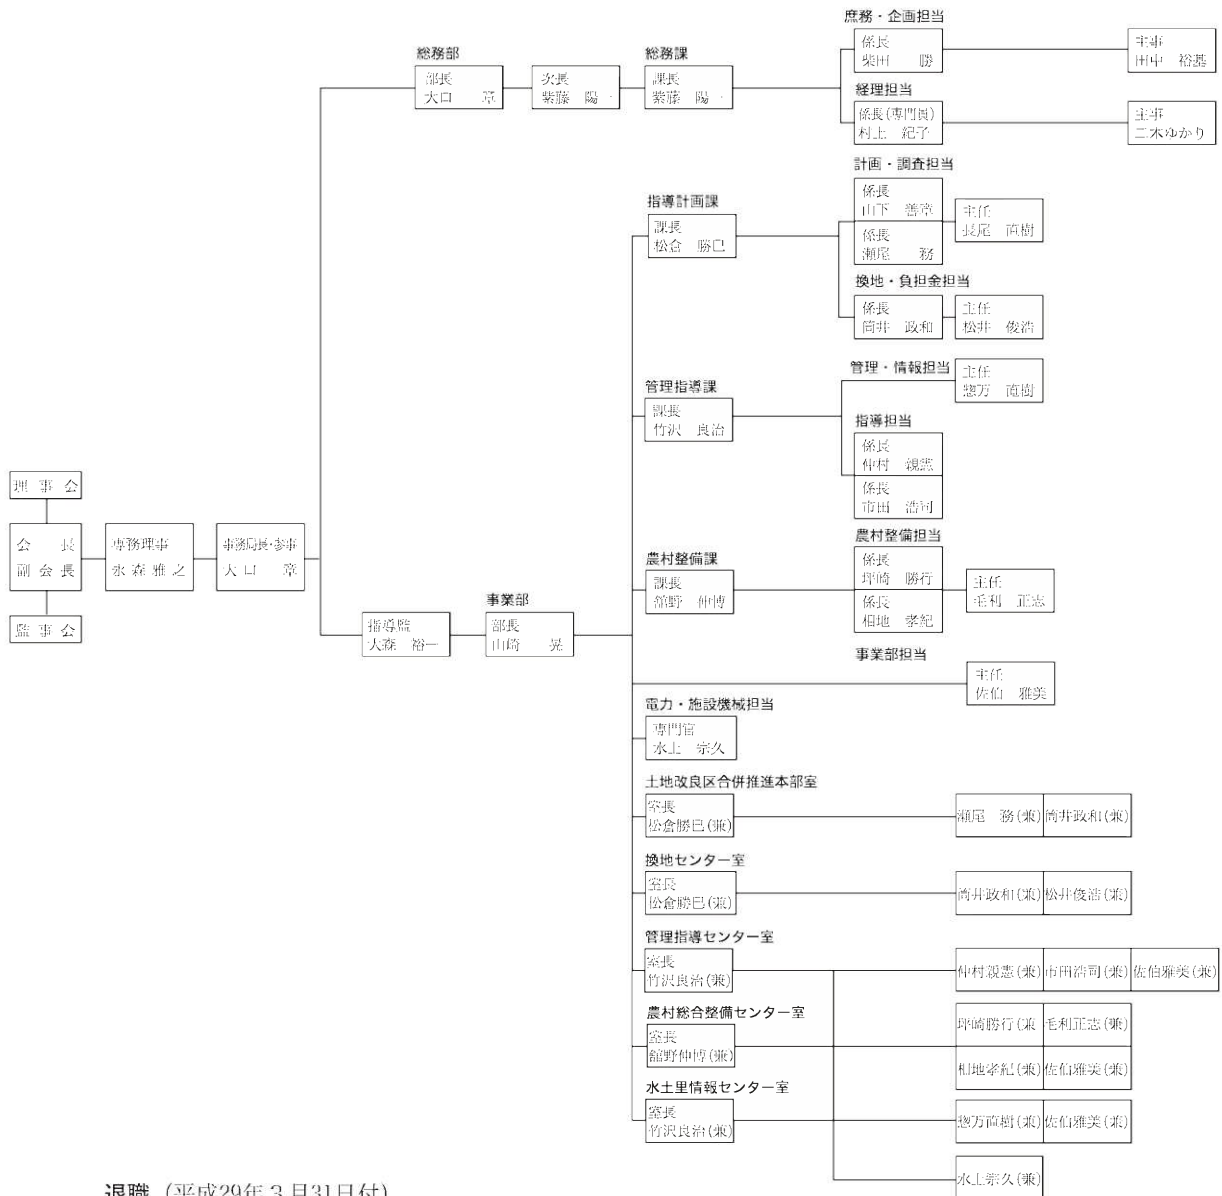 理事会
会　長
副会長
監事会
専務理事
水森雅之
事務局長・参事
大口　章
総務部
部長
大口　章
次長
紫藤　陽一
総務課
課長
紫藤　陽一
庶務・企画担当
係長
柴田　勝
主事
田中　裕基
経理担当
係長(専門員)
村上　紀子
主事
二木ゆかり
指導監
大森　裕一
事業部
部長
山崎　晃
指導計画課
課長
松倉　勝巳
計画・調査担当
係長
山下　善章
係長
瀬尾　務
主任
長尾　直樹
換地・負担金担当
係長
筒井　政和
主任
松井　俊浩
管理指導課
課長
竹沢　良治
管理・情報担当
主任
惣万　直樹
指導担当
係長
仲村　親憲
係長
市田　浩司
農村整備課
課長
舘野　伸博
農村整備担当
係長
坪崎　勝行
係長
相地　孝紀
主任
毛利　正志
事業部担当
主任
佐伯　雅美
電力・施設機械担当
専門官
水上　宗久
土地改良区合併推進本部室
室長
松倉勝巳(兼)
瀬尾　務(兼)
筒井政和(兼)
換地センター室
室長
松倉勝巳(兼)
筒井政和(兼)
松井俊浩(兼)
管理指導センター室
室長
竹沢良治(兼)
仲村親憲(兼)
市田浩司(兼)
佐伯雅美(兼)
農村総合整備センター室
室長
舘野伸博(兼)
坪崎勝行(兼
毛利正志(兼)
相地孝紀(兼)
佐伯雅美(兼)
水土里情報センター室
室長
竹沢良治(兼)
惣万直樹(兼)
佐伯雅美(兼)
水上宗久(兼)
退職（平成29年3月31日付）